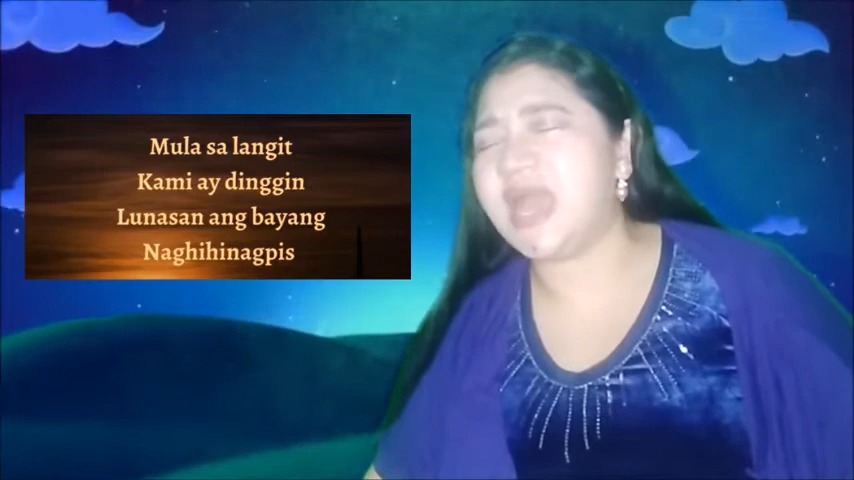 Mula sa langit
Kami ay dinggin
Lunasan ang bayang
Naghihinagpis